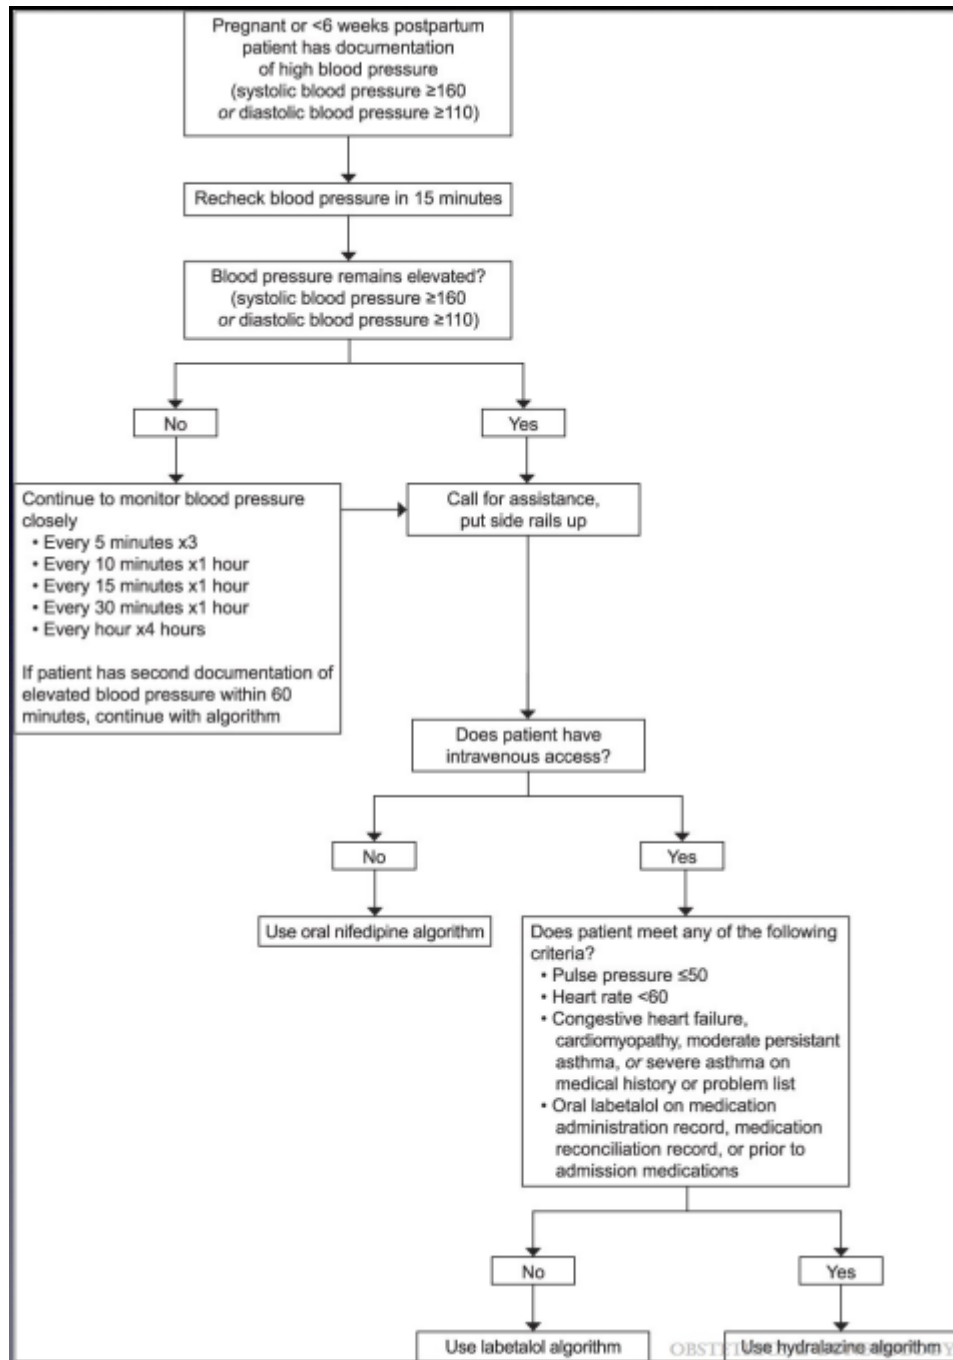 Pregnant or <6 weeks postpartum
patient has documentation
of high blood pressure
(systolic blood pressure ≥160
or diastolic blood pressure ≥110)
Recheck blood pressure in 15 minutes
Blood pressure remains elevated?
(systolic blood pressure ≥160
or diastolic blood pressure ≥110)
No
Yes
Continue to monitor blood pressure
closely
• Every 5 minutes x3
• Every 10 minutes x1 hour
• Every 15 minutes x1 hour
• Every 30 minutes x1 hour
• Every hour x4 hours
If patient has second documentation of
elevated blood pressure within 60
minutes, continue with algorithm
Call for assistance,
put side rails up
Does patient have
intravenous access?
No
Yes
Use oral nifedipine algorithm
Does patient meet any of the following
criteria?
• Pulse pressure ≤50
• Heart rate <60
• Congestive heart failure,
cardiomyopathy, moderate persistant
asthma, or severe asthma on
medical history or problem list
• Oral labetalol on medication
administration record, medication
reconciliation record, or prior to
admission medications
No
Yes
Use labetalol algorithm
Use hydralazine algorithm